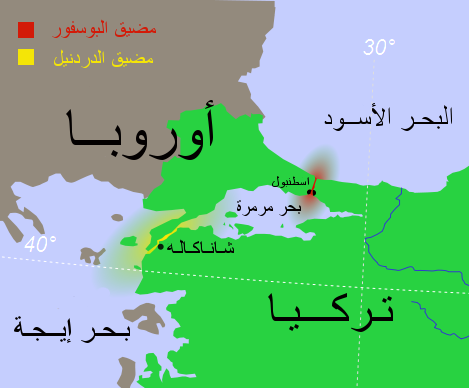 مضيق البوسفور
مضيق الدردنيل
30°
البحر الأسود
أوروبا
اسطنبول
بحر مرمرة
40°
شاناكاله
تركيا
بحر إيجة